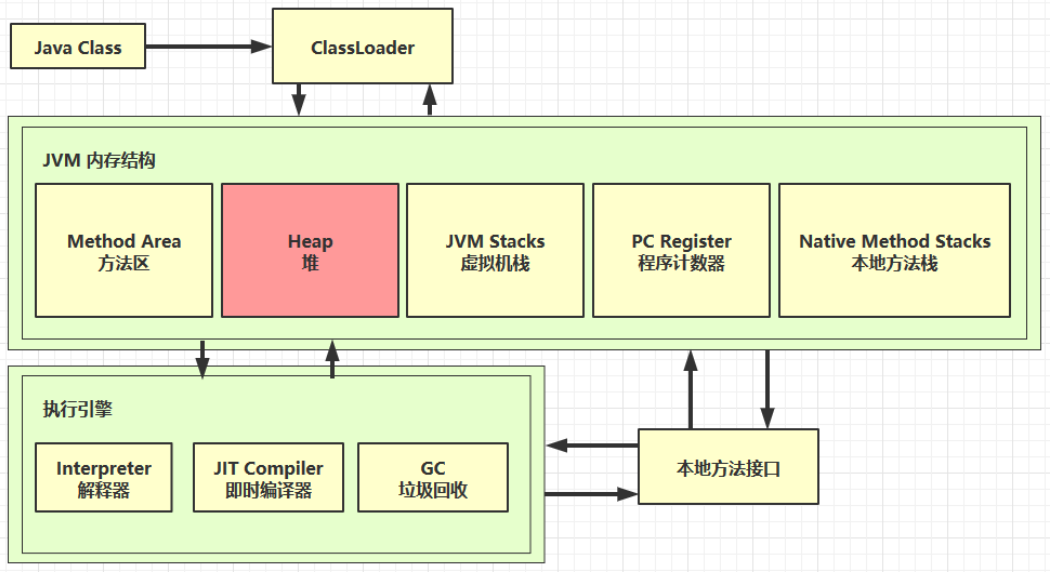 Java Class
ClassLoader
JVM 内存结构
Method Area
方法区
Heap
堆
JVM Stacks
虚拟机栈
PC Register
程序计数器
Native Method Stacks
本地方法栈
执行引擎
Interpreter
解释器
JIT Compiler
即时编译器
GC
垃圾回收
本地方法接口